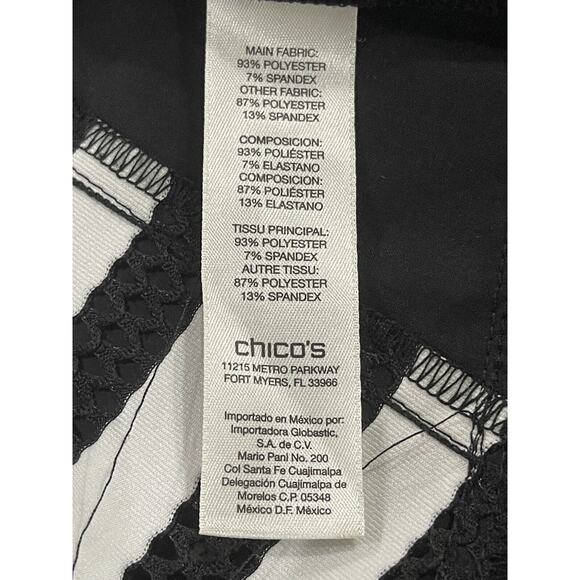 MAIN FABRIC:
93% POLYESTER
7% SPANDEX
OTHER FABRIC:
87% POLYESTER
13% SPANDEX
COMPOSICION:
93% POLIÉSTER
7% ELASTANO
COMPOSICION:
87% POLIÉSTER
13% ELASTANO
TISSU PRINCIPAL:
93% POLYESTER
7% SPANDEX
AUTRE TISSU:
87% POLYESTER
13% SPANDEX
chico's
11215 METRO PARKWAY
FORT MYERS, FL 33966
Importado en México por:
Importadora Globastic,
S.A. de C.V.
Mario Pani No. 200
Col Santa Fe Cuajimalpa
Delegación Cuajimalpa de
Morelos C.P. 05348
México D.F. México